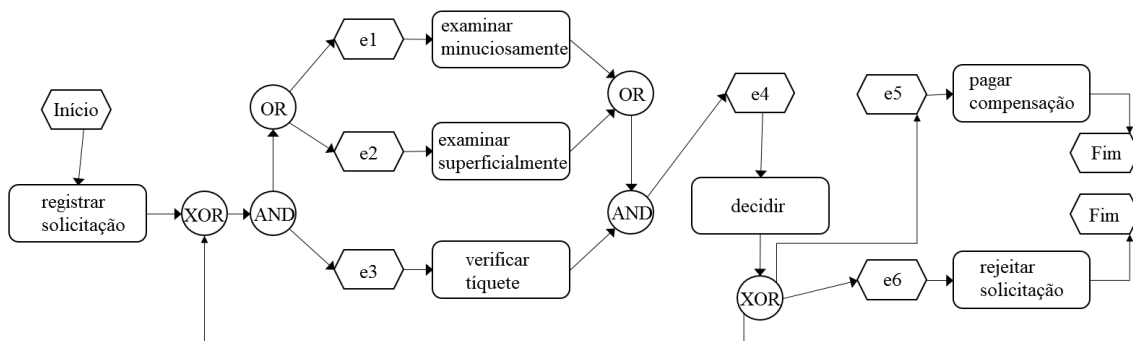 Início
registrar
solicitação
XOR
AND
OR
e1
examinar
minuciosamente
e2
examinar
superficialmente
e3
verificar
tíquete
OR
AND
e4
decidir
XOR
e5
pagar
compensação
Fim
e6
rejeitar
solicitação
Fim